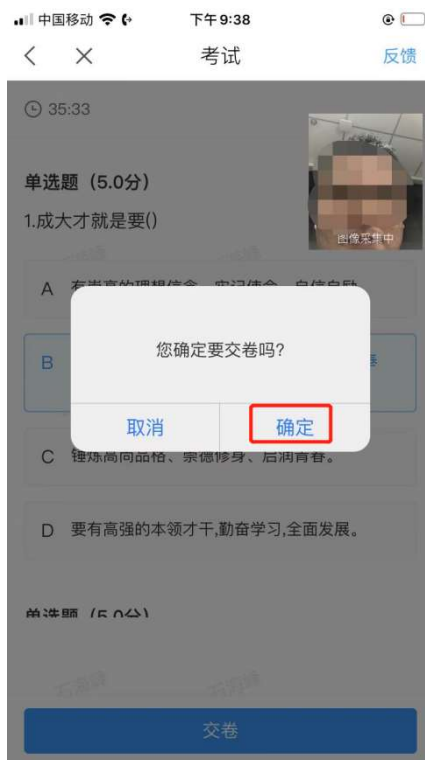 中国移动
下午9:38
考试
反馈
35:33
单选题（5.0分）
1.成大才就是要()
图像采集中
A
B
您确定要交卷吗?
取消
确定
C 锤炼高尚品格、崇德修身、启润青春。
D 要有高强的本领才干,勤奋学习,全面发展。
单选题（5.0分）
交卷